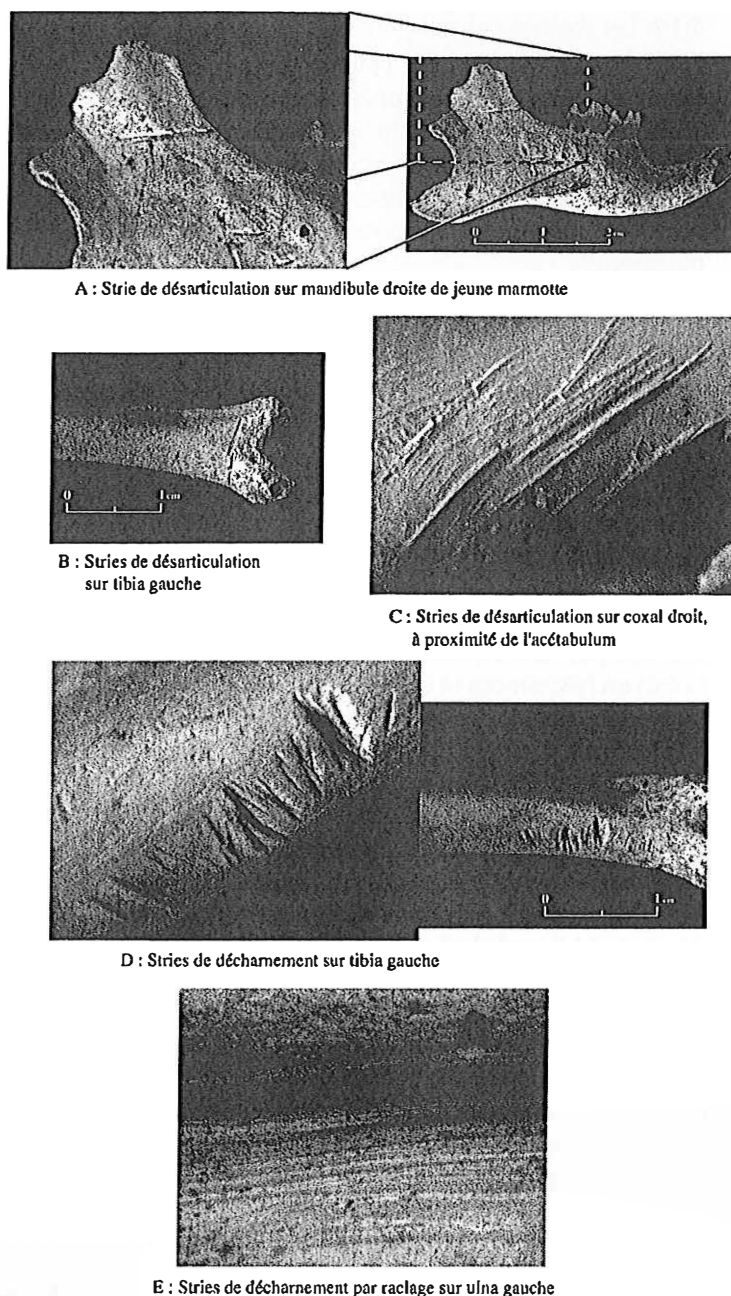 0 1 2 cm
A : Strie de désarticulation sur mandibule droite de jeune marmotte
0 1 cm
B : Stries de désarticulation
sur tibia gauche
C : Stries de désarticulation sur coxal droit,
à proximité de l'acétabulum
0 1 cm
D : Stries de décharnement sur tibia gauche
E : Stries de décharnement par raclage sur ulna gauche